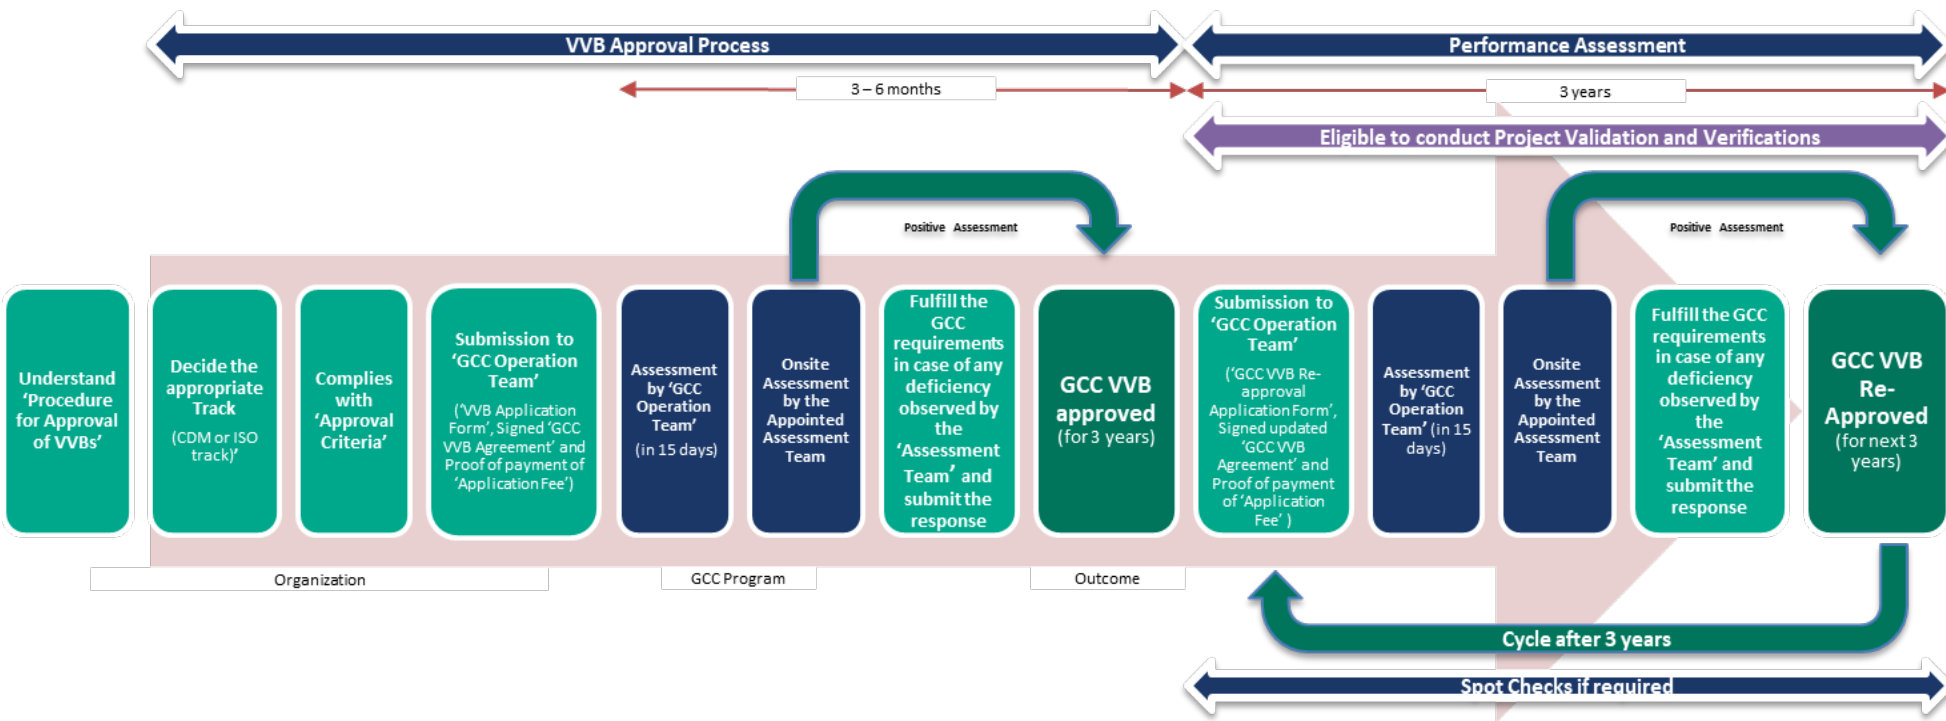 VVB Approval Process
Performance Assessment
3 – 6 months
3 years
Eligible to conduct Project Validation and Verifications
Positive Assessment
Positive Assessment
Understand
‘Procedure
for Approval
of VVBs’
Decide the
appropriate
Track
(CDM or ISO
track)’
Complies
with
‘Approval
Criteria’
Submission to
‘GCC Operation
Team’
(‘VVB Application
Form’, Signed ‘GCC
VVB Agreement’ and
Proof of payment of
‘Application Fee’)
Assessment
by ‘GCC
Operation
Team’
(in 15 days)
Onsite
Assessment
by the
Appointed
Assessment
Team
Fulfill the
GCC
requirements
in case of any
deficiency
observed by
the
‘Assessment
Team’ and
submit the
response
GCC VVB
approved
(for 3 years)
Submission to
‘GCC Operation
Team’
(‘GCC VVB Re-
approval
Application Form’,
Signed updated
‘GCC VVB
Agreement’ and
Proof of payment
of ‘Application
Fee’ )
Assessment
by ‘GCC
Operation
Team’ (in 15
days)
Onsite
Assessment
by the
Appointed
Assessment
Team
Fulfill the GCC
requirements
in case of any
deficiency
observed by
the
‘Assessment
Team’ and
submit the
response
GCC VVB
Re-
Approved
(for next 3
years)
Organization
GCC Program
Outcome
Cycle after 3 years
Spot Checks if required